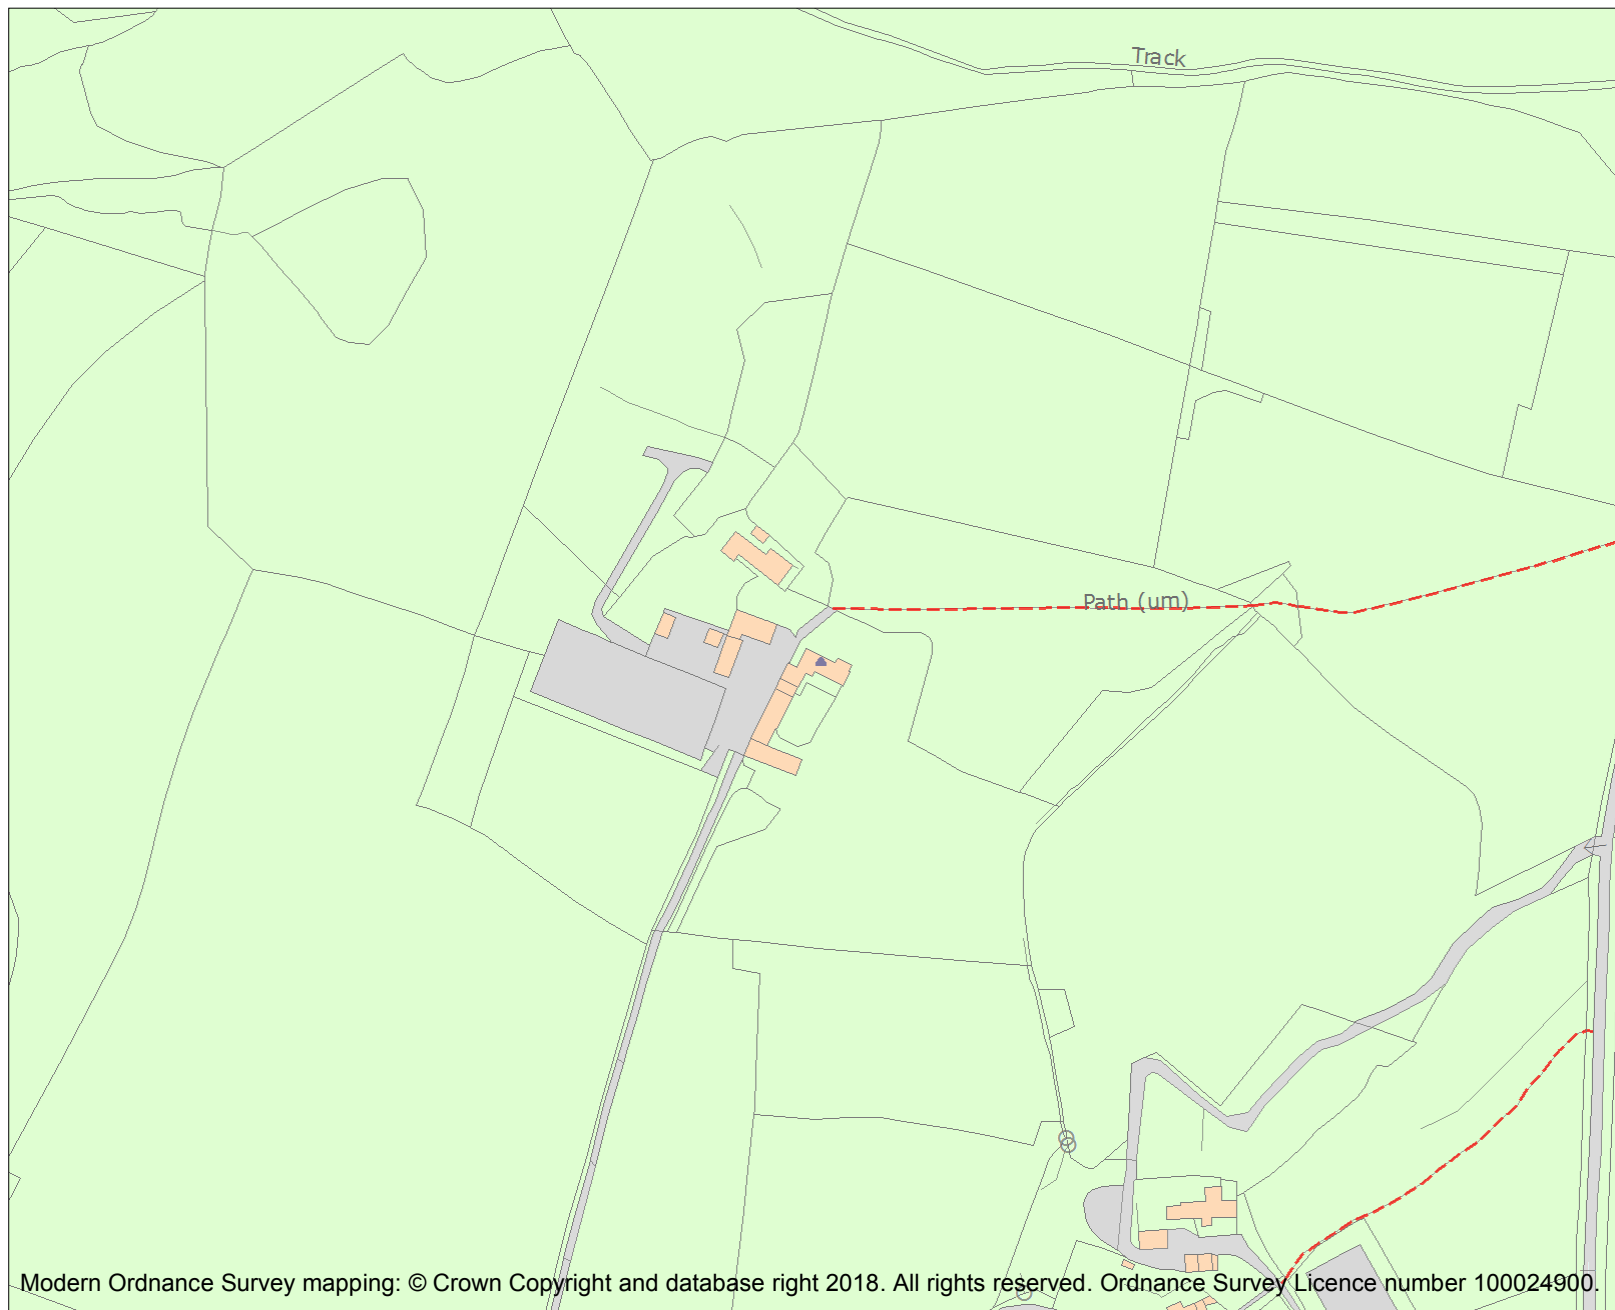 Track
Path (um)
Modern Ordnance Survey mapping: © Crown Copyright and database right 2018. All rights reserved. Ordnance Survey Licence number 100024900.